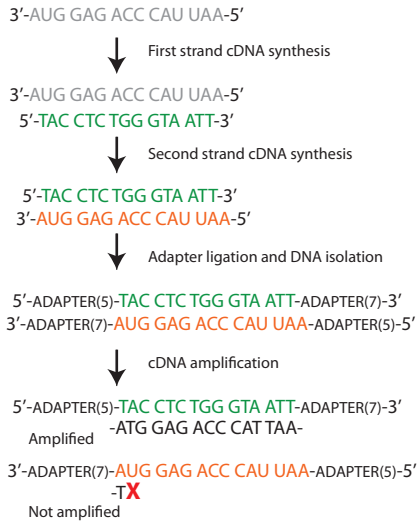 3’-AUG GAG ACC CAU UAA-5’
First strand cDNA synthesis
3’-AUG GAG ACC CAU UAA-5’
5’-TAC CTC TGG GTA ATT-3’
Second strand cDNA synthesis
5’-TAC CTC TGG GTA ATT-3’
3’-AUG GAG ACC CAU UAA-5’
Adapter ligation and DNA isolation
5’-ADAPTER(5)-TAC CTC TGG GTA ATT-ADAPTER(7)-3’
3’-ADAPTER(7)-AUG GAG ACC CAU UAA-ADAPTER(5)-5’
cDNA amplification
5’-ADAPTER(5)-TAC CTC TGG GTA ATT-ADAPTER(7)-3’
-ATG GAG ACC CAT TAA-
Amplified
3’-ADAPTER(7)-AUG GAG ACC CAU UAA-ADAPTER(5)-5’
-TX
Not amplified